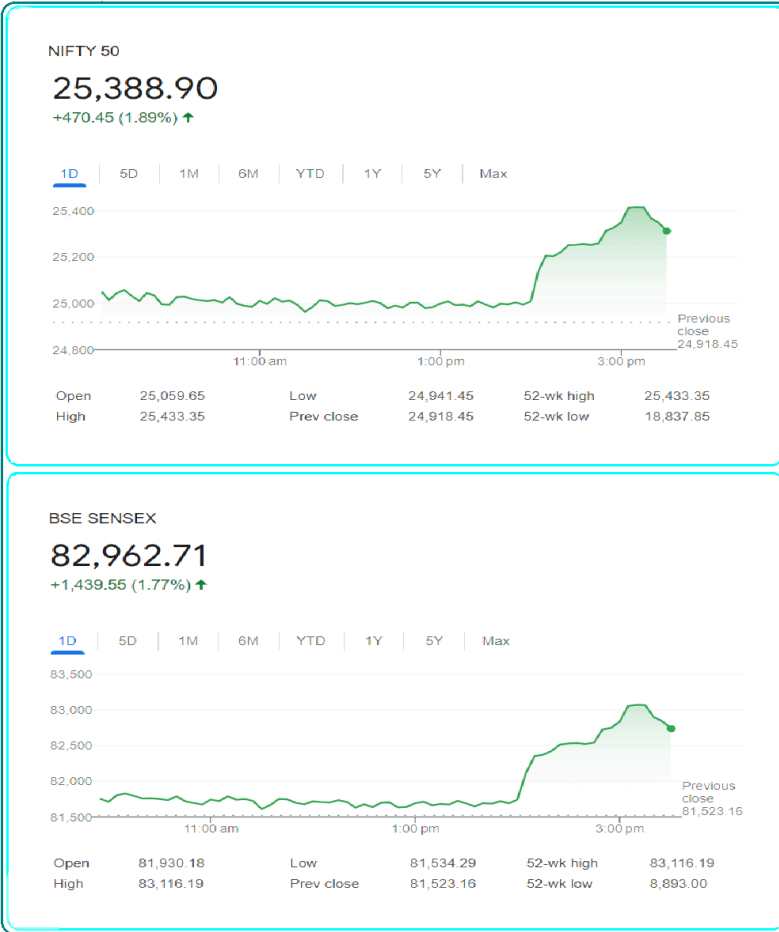 NIFTY 50
25,388.90
+470.45 (1.89%) ↑
1D 5D 1M 6M YTD 1Y 5Y Max
25,400
25,200
25,000
24,800
Previous
close
24,918.45
11:00 am 1:00 pm 3:00 pm
Open 25,059.65 Low 24,941.45 52-wk high 25,433.35
High 25,433.35 Prev close 24,918.45 52-wk low 18,837.85
BSE SENSEX
82,962.71
+1,439.55 (1.77%) ↑
1D 5D 1M 6M YTD 1Y 5Y Max
83,500
83,000
82,500
82,000
81,500
Previous
close
81,523.16
11:00 am 1:00 pm 3:00 pm
Open 81,930.18 Low 81,534.29 52-wk high 83,116.19
High 83,116.19 Prev close 81,523.16 52-wk low 8,893.00